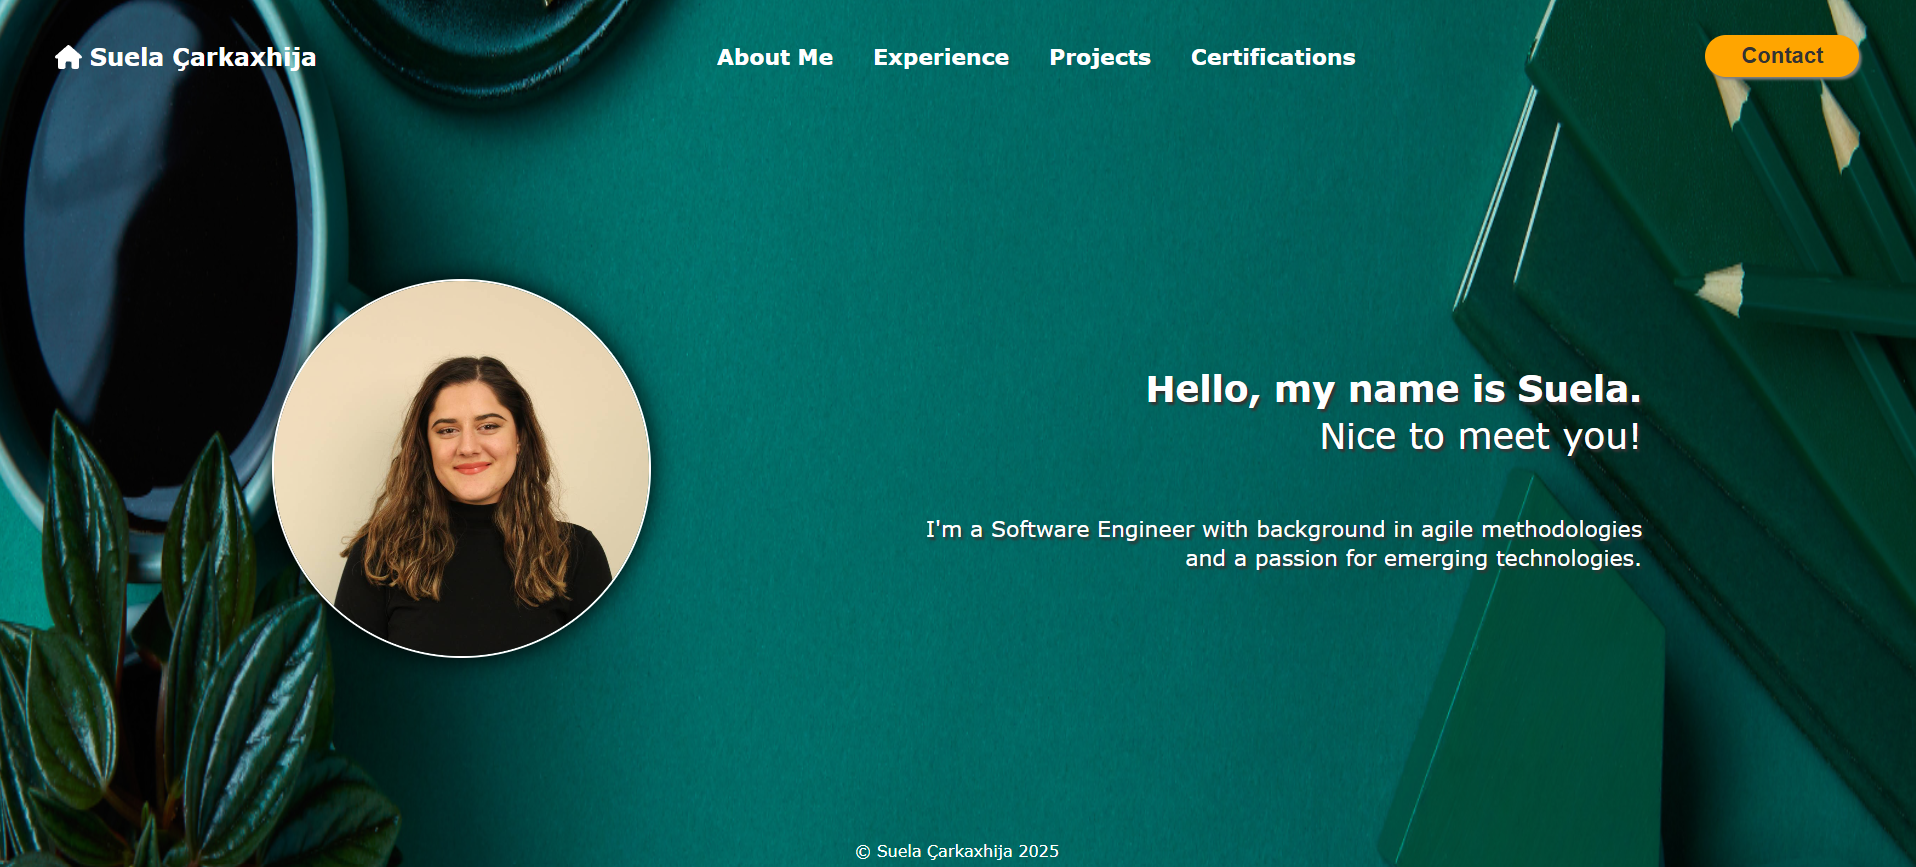 Suela Çarkaxhija
About Me
Experience
Projects
Certifications
Contact
Hello, my name is Suela.
Nice to meet you!
I'm a Software Engineer with background in agile methodologies
and a passion for emerging technologies.
© Suela Çarkaxhija 2025